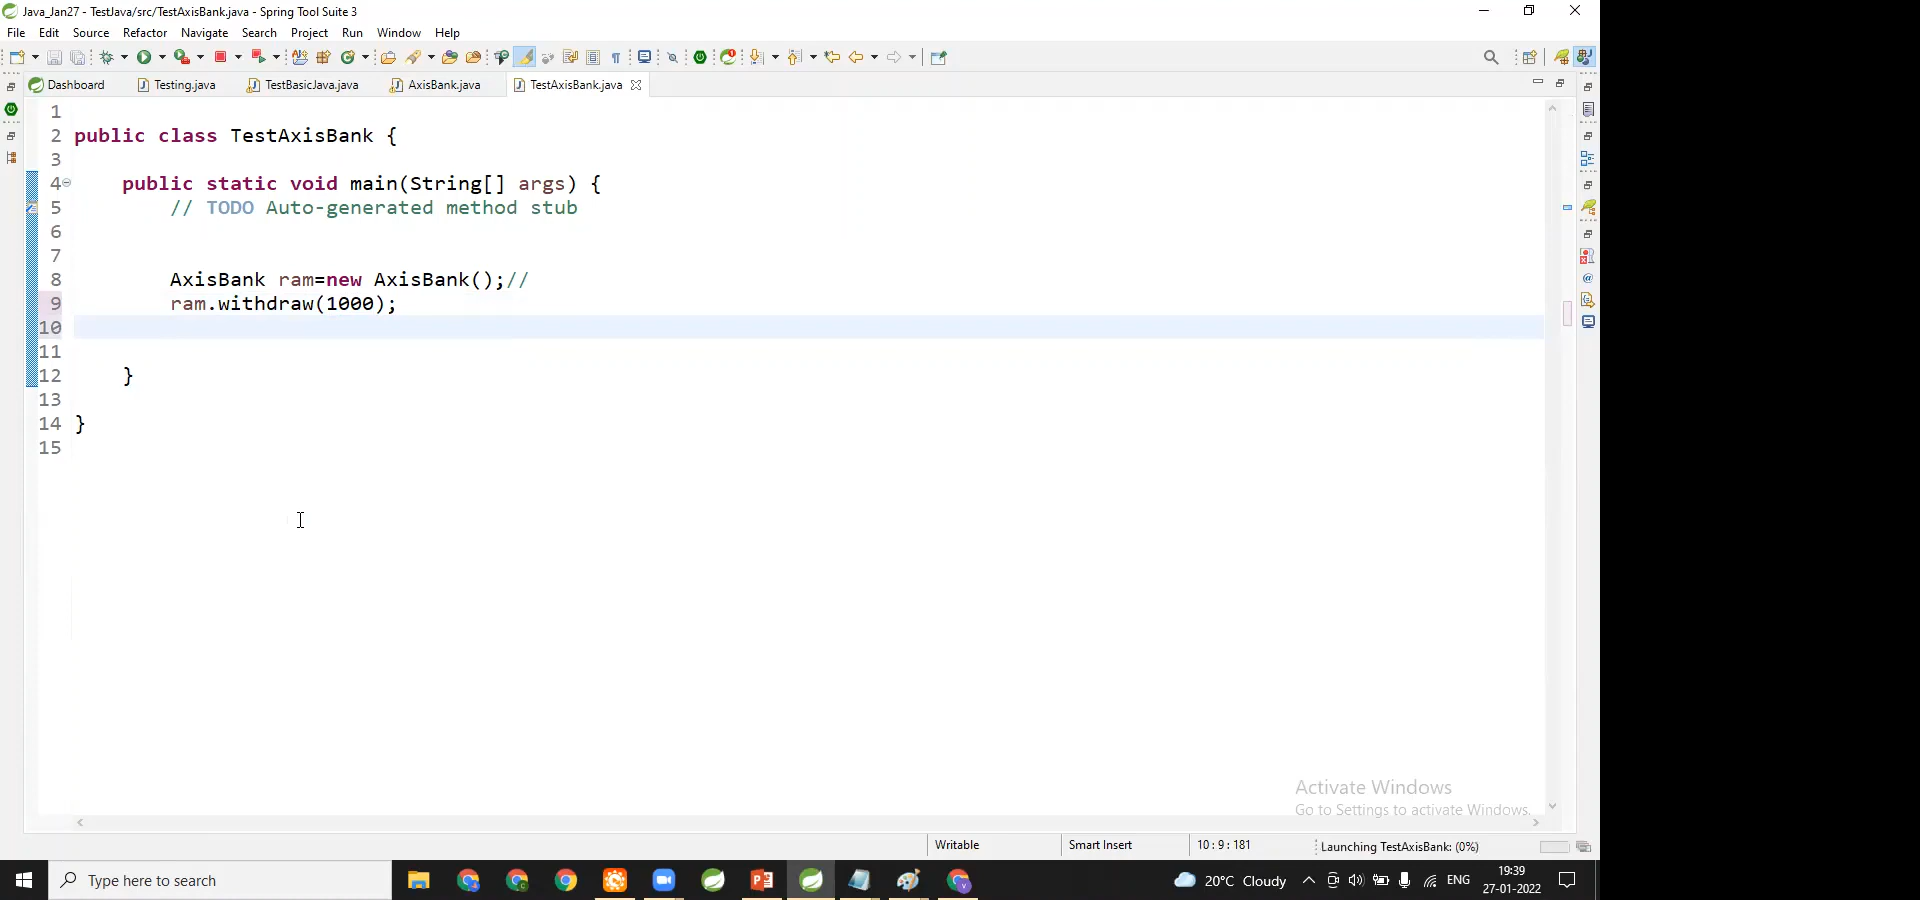 Java_Jan27 - TestJava/src/TestAxisBank.java - Spring Tool Suite 3
File Edit Source Refactor Navigate Search Project Run Window Help
Dashboard Testing.java TestBasicJava.java AxisBank.java TestAxisBank.java
1
2 public class TestAxisBank {
3
4 public static void main(String[] args) {
5 // TODO Auto-generated method stub
6
7
8 AxisBank ram=new AxisBank();//
9 ram.withdraw(1000);
10
11
12 }
13
14 }
15
Activate Windows
Go to Settings to activate Windows.
Writable Smart Insert 10:9:181 Launching TestAxisBank: (0%)
Type here to search 20°C Cloudy ENG 19:39
27-01-2022